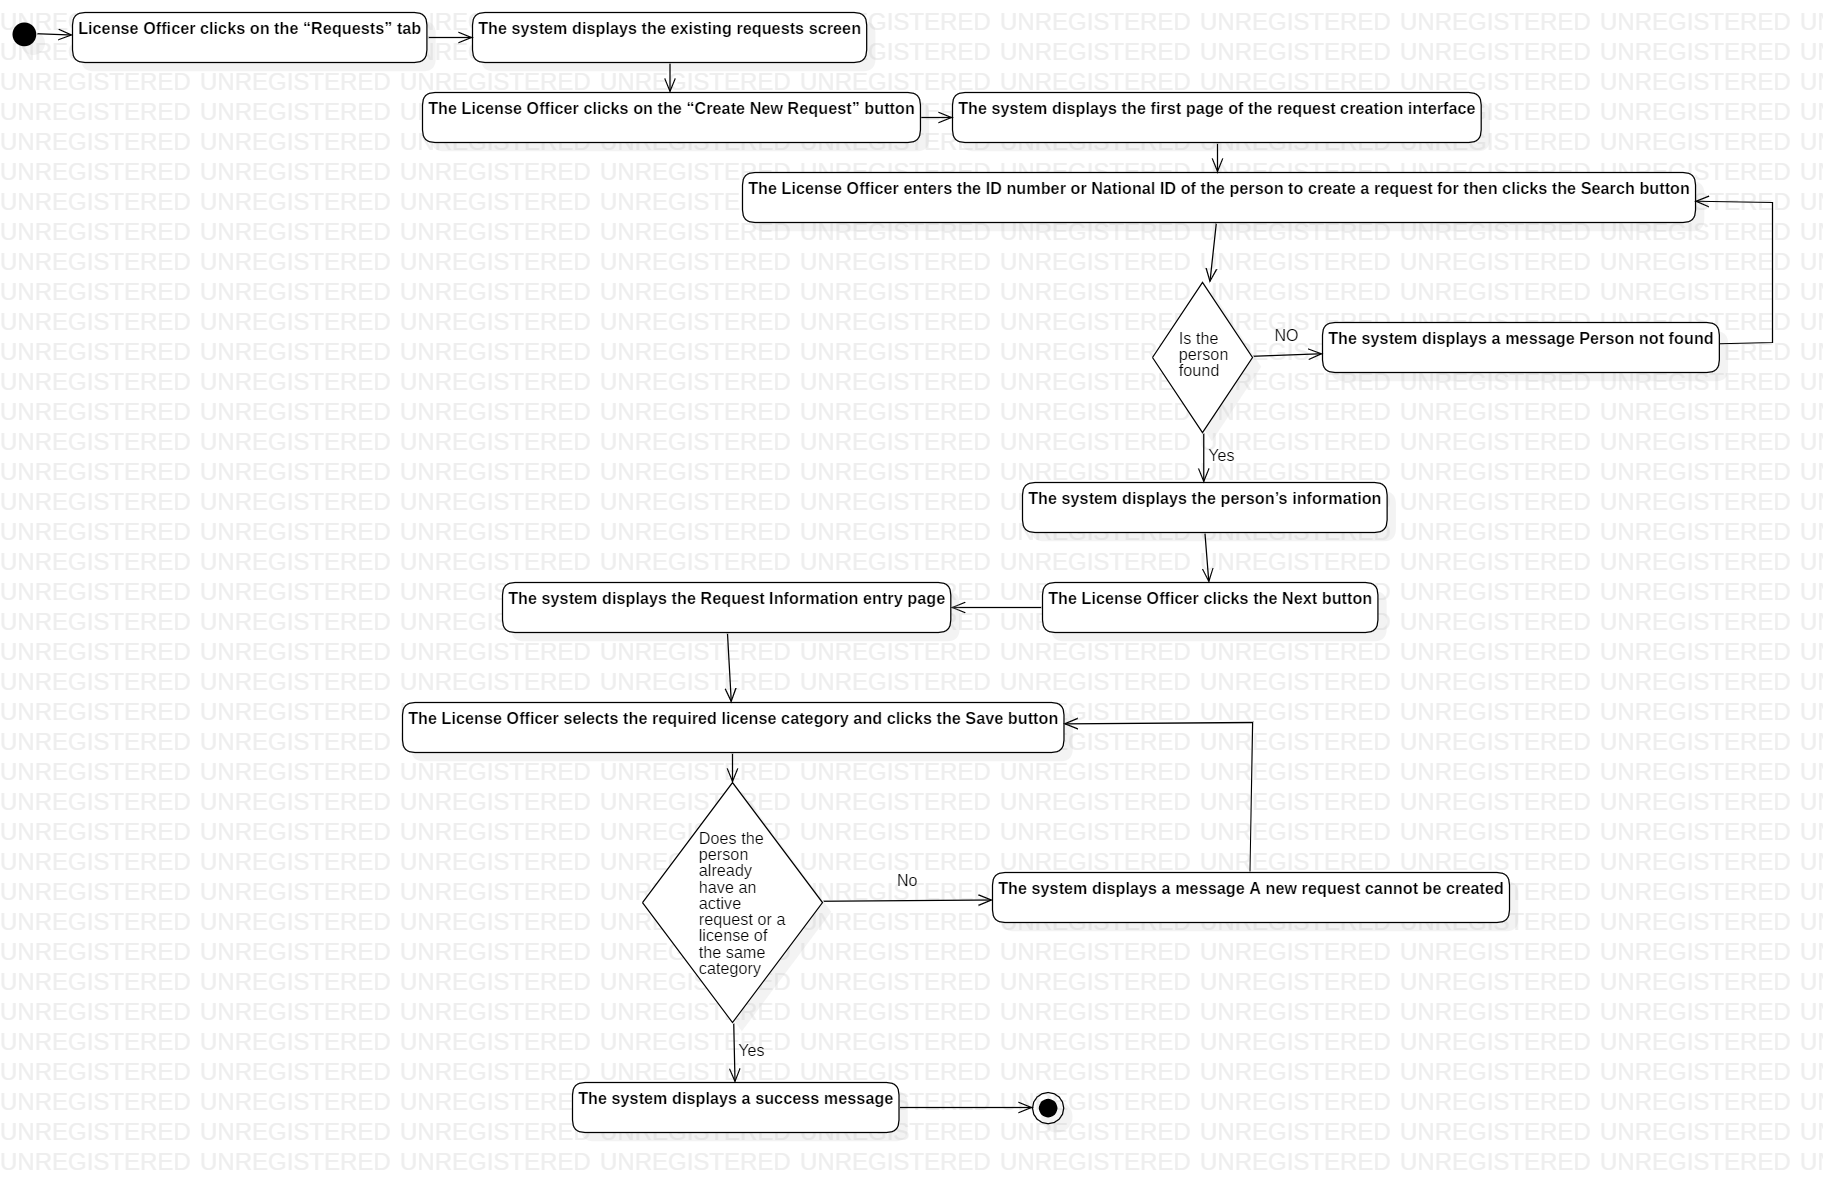 License Officer clicks on the “Requests” tab
The system displays the existing requests screen
The License Officer clicks on the “Create New Request” button
The system displays the first page of the request creation interface
The License Officer enters the ID number or National ID of the person to create a request for then clicks the Search button
Is the
person
found
NO
The system displays a message Person not found
Yes
The system displays the person’s information
The License Officer clicks the Next button
The system displays the Request Information entry page
The License Officer selects the required license category and clicks the Save button
Does the
person
already
have an
active
request or a
license of
the same
category
No
The system displays a message A new request cannot be created
Yes
The system displays a success message
UNREGISTERED